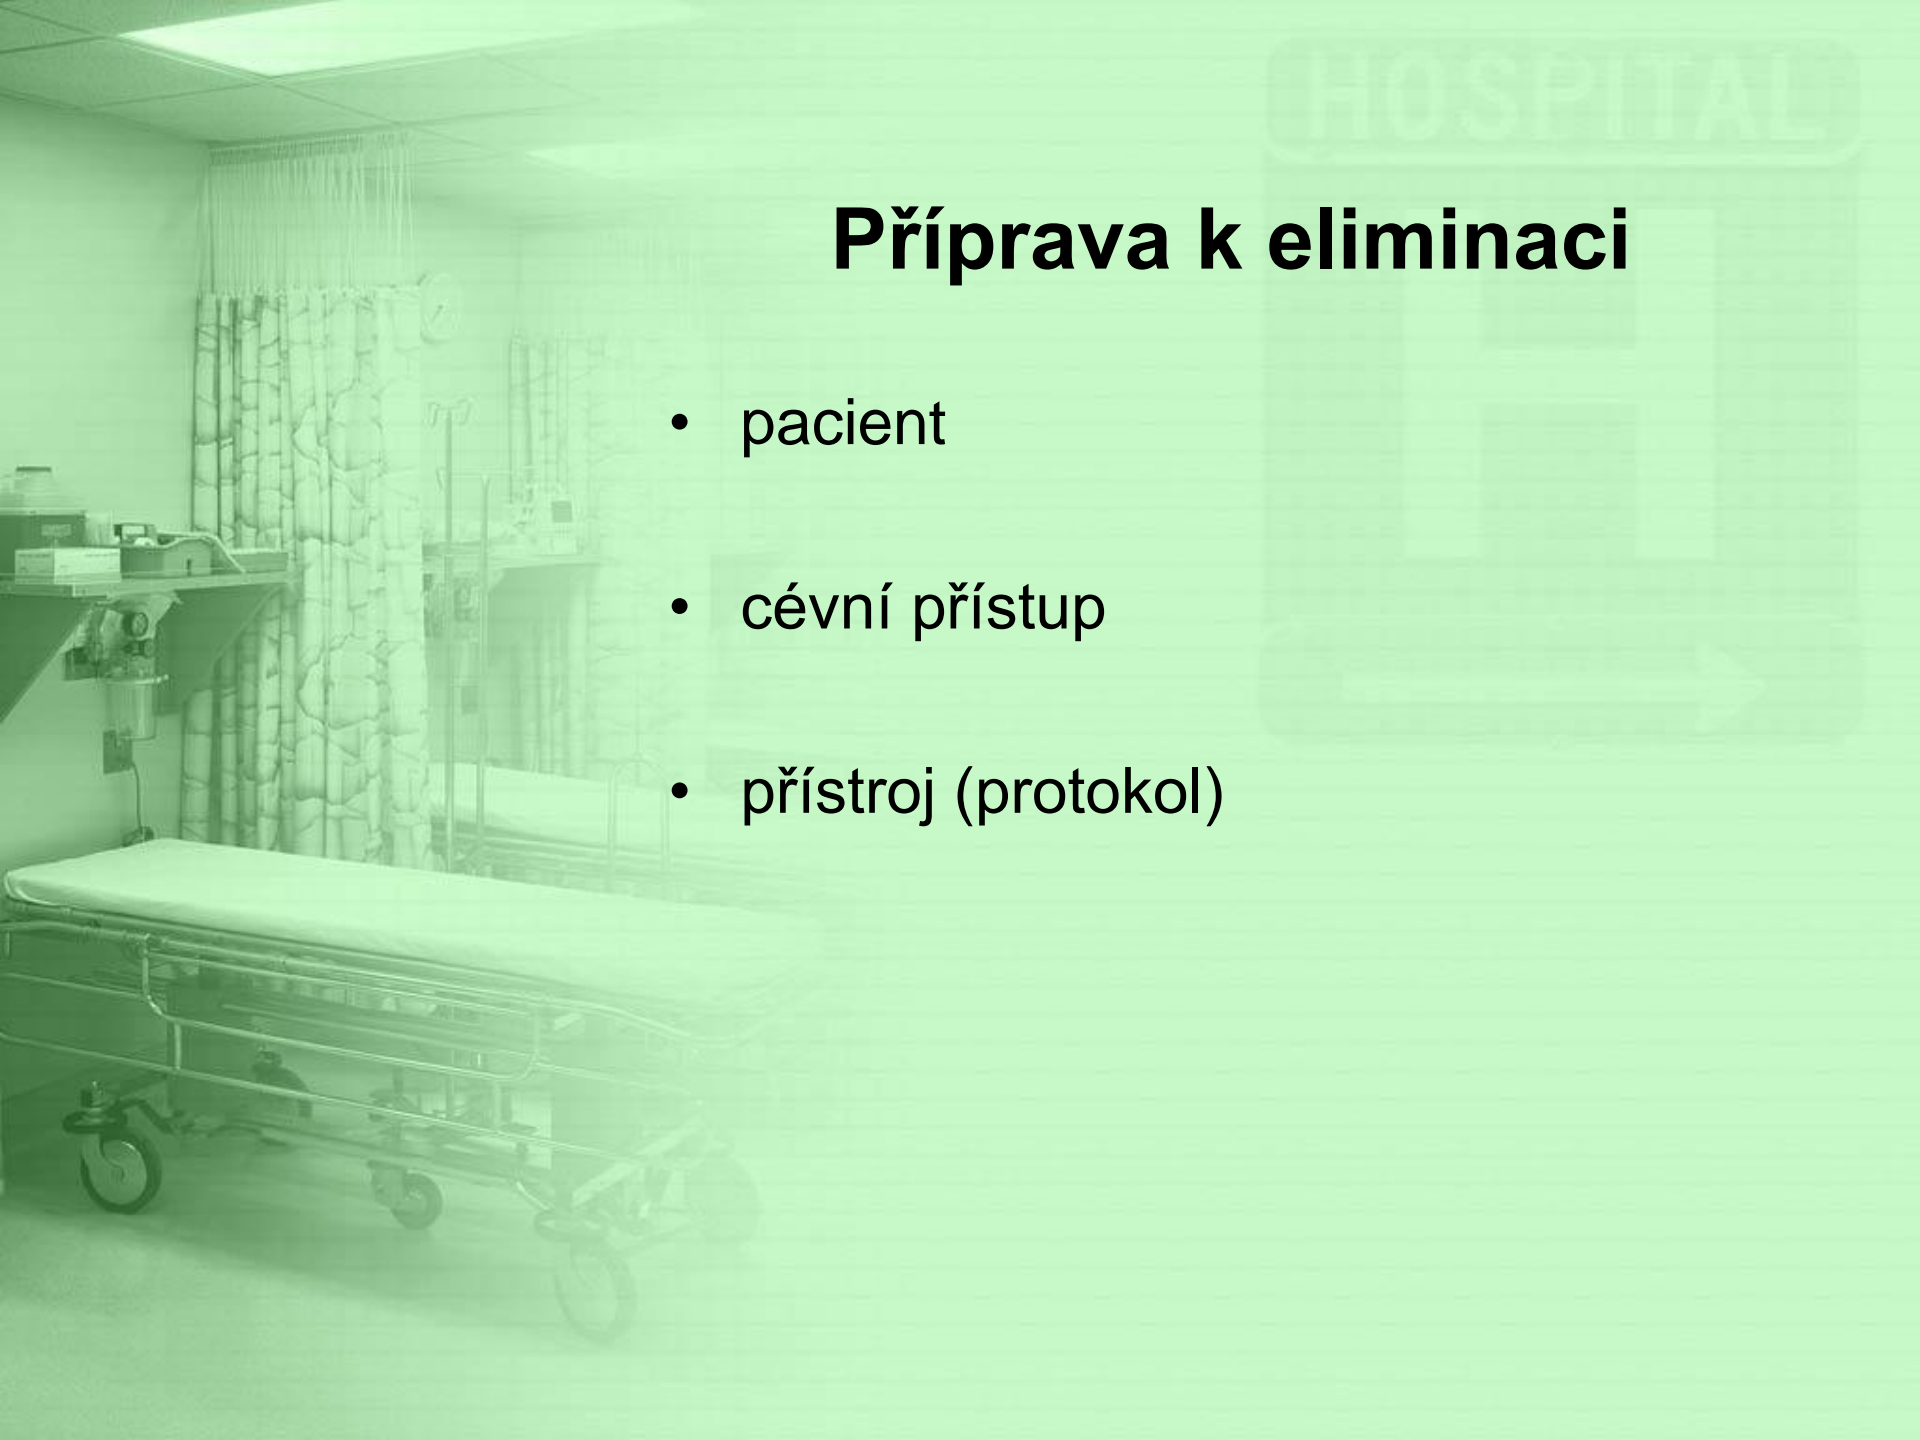 HOSPITAL
Příprava k eliminaci
• pacient
• cévní přístup
• přístroj (protokol)
H